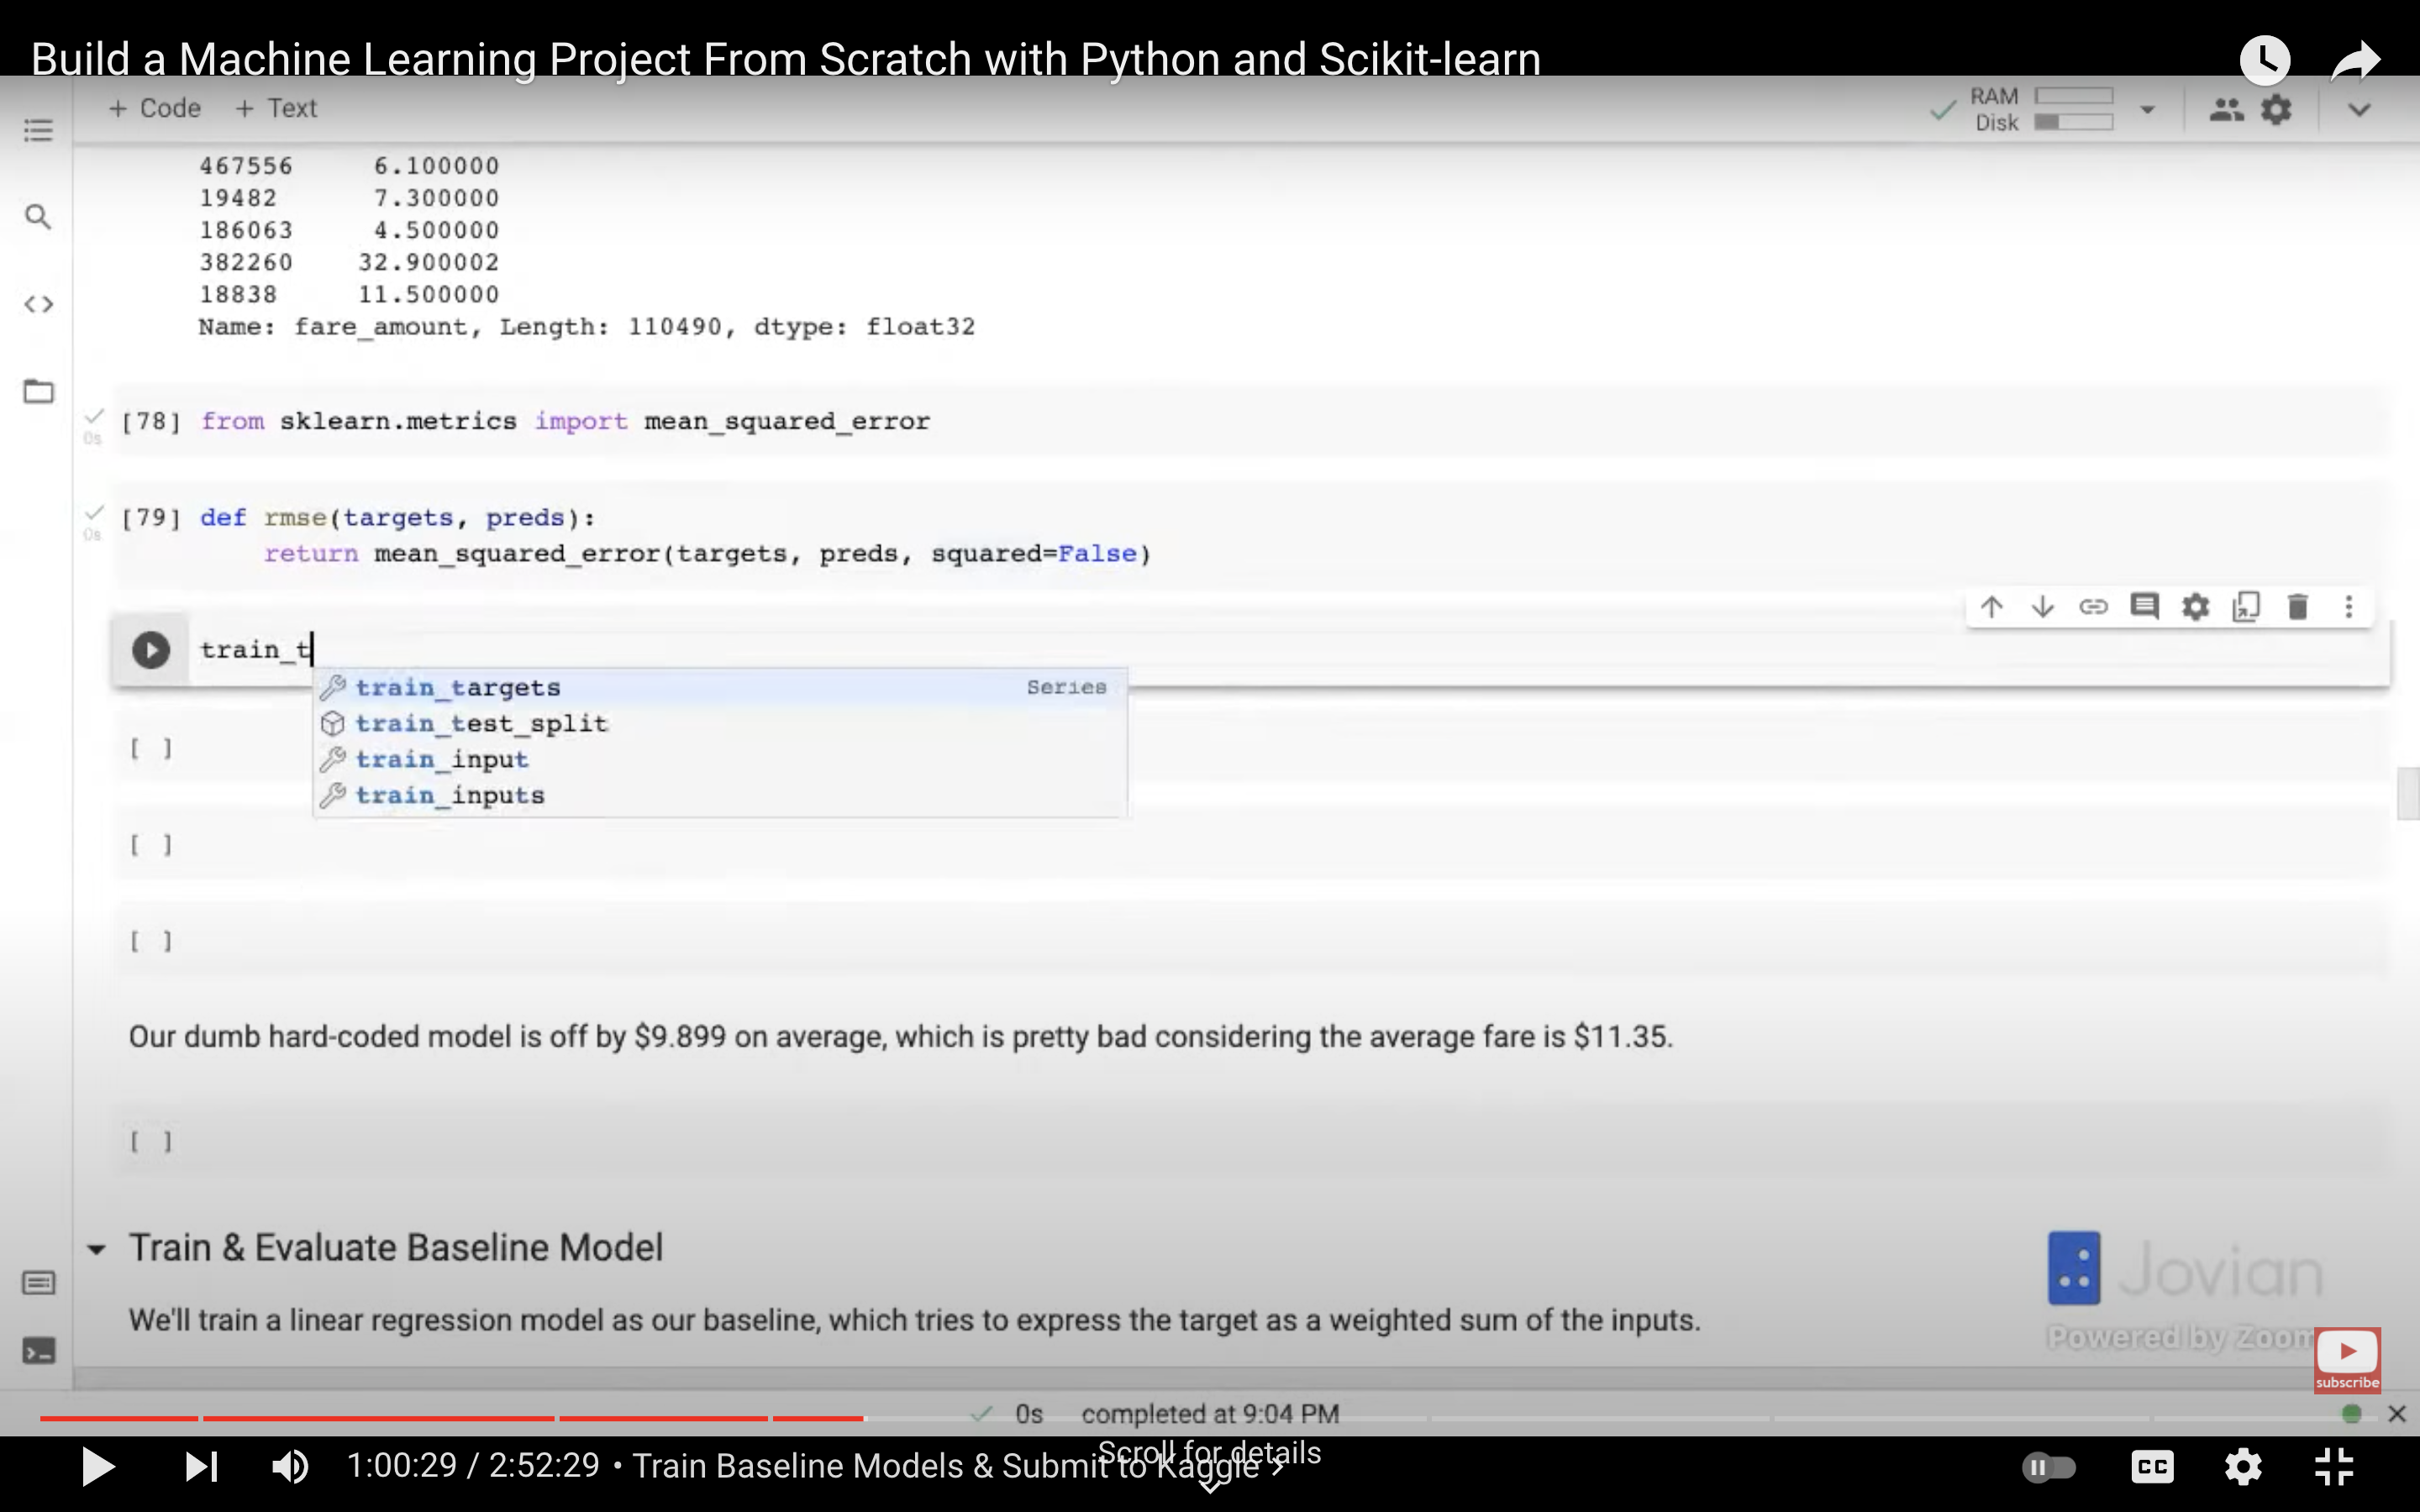 Build a Machine Learning Project From Scratch with Python and Scikit-learn
+ Code + Text
RAM
Disk
467556 6.100000
19482 7.300000
186063 4.500000
382260 32.900002
18838 11.500000
Name: fare_amount, Length: 110490, dtype: float32
[78] from sklearn.metrics import mean_squared_error
0s
[79] def rmse(targets, preds):
0s
return mean_squared_error(targets, preds, squared=False)
train_t
train_targets Series
train_test_split
train_input
train_inputs
[ ]
[ ]
[ ]
Our dumb hard-coded model is off by $9.899 on average, which is pretty bad considering the average fare is $11.35.
[ ]
Train & Evaluate Baseline Model
We'll train a linear regression model as our baseline, which tries to express the target as a weighted sum of the inputs.
Jovian
Powered by Zoom
subscribe
0s completed at 9:04 PM
Scroll for details
1:00:29 / 2:52:29 • Train Baseline Models & Submit to Kaggle >
CC